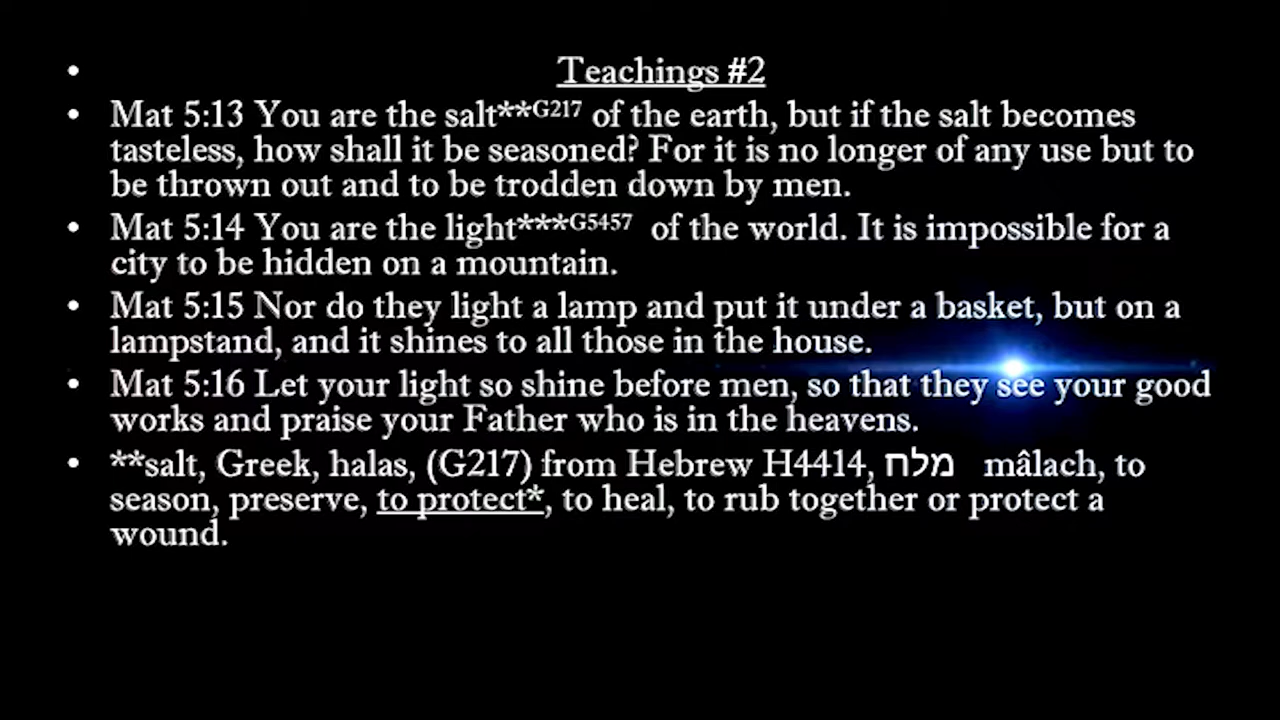 Teachings #2
Mat 5:13 You are the salt**G217 of the earth, but if the salt becomes
tasteless, how shall it be seasoned? For it is no longer of any use but to
be thrown out and to be trodden down by men.
Mat 5:14 You are the light***G5457 of the world. It is impossible for a
city to be hidden on a mountain.
Mat 5:15 Nor do they light a lamp and put it under a basket, but on a
lampstand, and it shines to all those in the house.
Mat 5:16 Let your light so shine before men, so that they see your good
works and praise your Father who is in the heavens.
**salt, Greek, halas, (G217) from Hebrew H4414, מלח mâlach, to
season, preserve, to protect*, to heal, to rub together or protect a
wound.